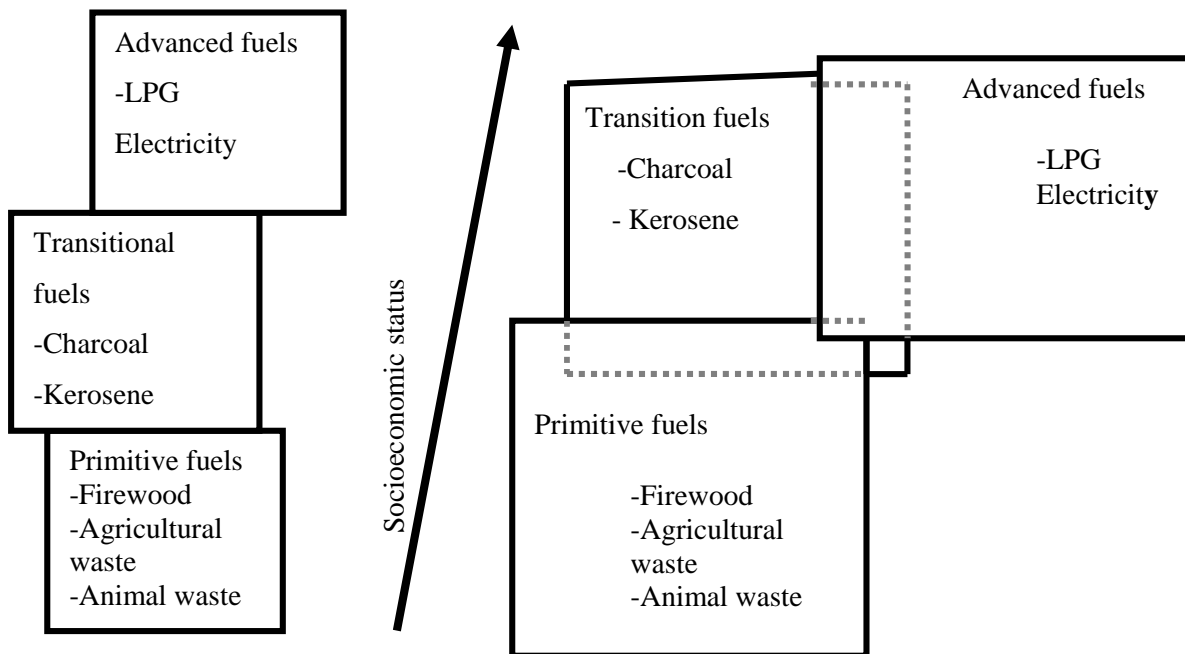 Advanced fuels
-LPG
Electricity
Transitional
fuels
-Charcoal
-Kerosene
Primitive fuels
-Firewood
-Agricultural
waste
-Animal waste
Socioeconomic status
Transition fuels
-Charcoal
- Kerosene
Advanced fuels
-LPG
Electricity
Primitive fuels
-Firewood
-Agricultural
waste
-Animal waste